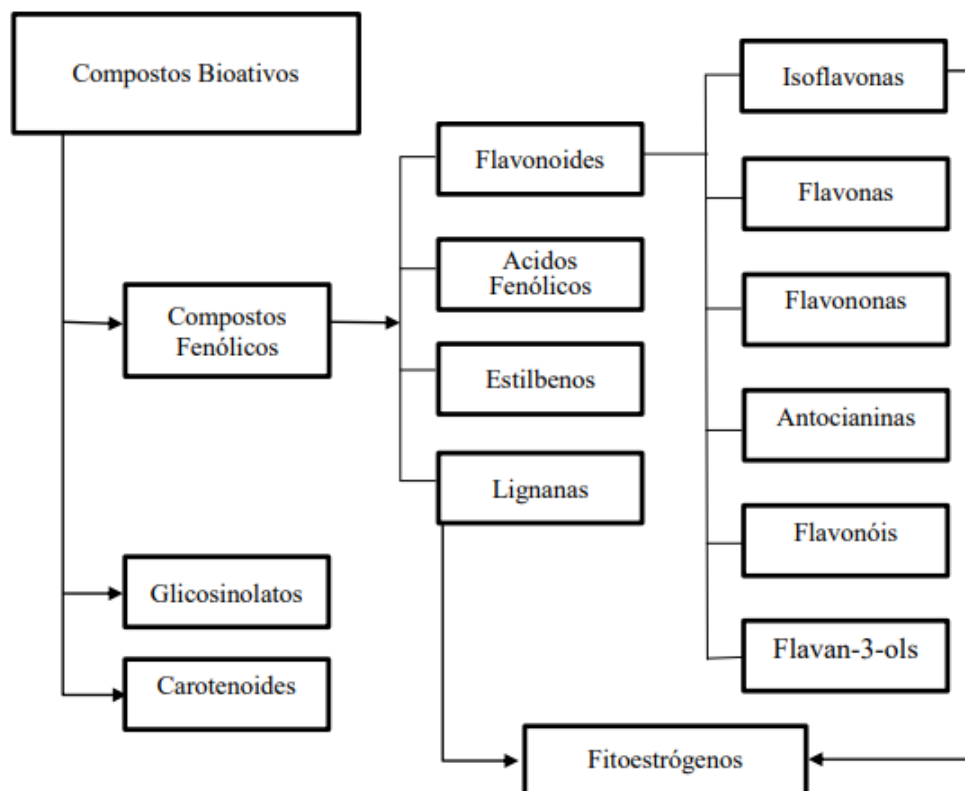 Compostos Bioativos
Compostos
Fenólicos
Glicosinolatos
Carotenoides
Flavonoides
Acidos
Fenólicos
Estilbenos
Lignanas
Isoflavonas
Flavonas
Flavononas
Antocianinas
Flavonóis
Flavan-3-ols
Fitoestrógenos